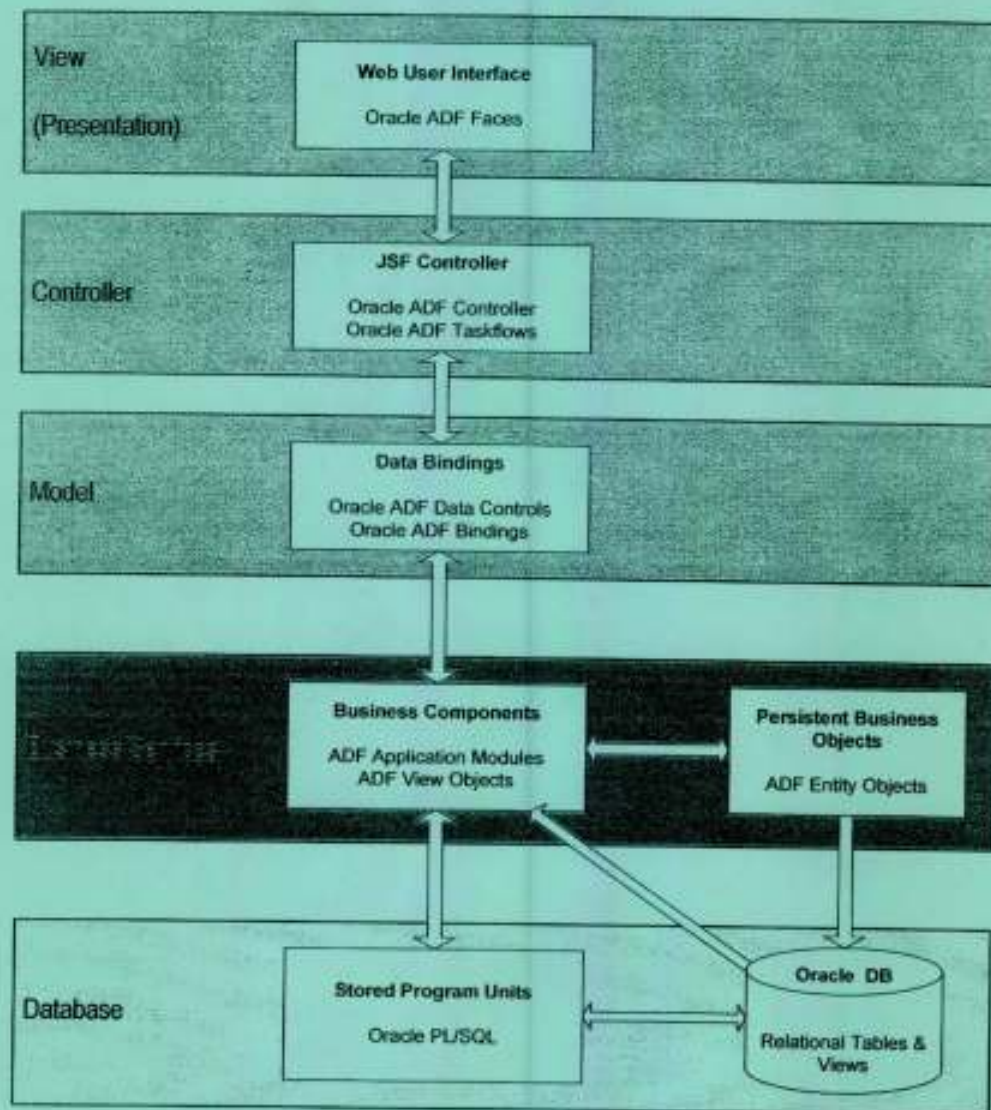 View
(Presentation)
Web User Interface
Oracle ADF Faces
Controller
JSF Controller
Oracle ADF Controller
Oracle ADF Taskflows
Model
Data Bindings
Oracle ADF Data Controls
Oracle ADF Bindings
Business Components
ADF Application Modules
ADF View Objects
Persistent Business
Objects
ADF Entity Objects
Database
Stored Program Units
Oracle PL/SQL
Oracle DB
Relational Tables &
Views